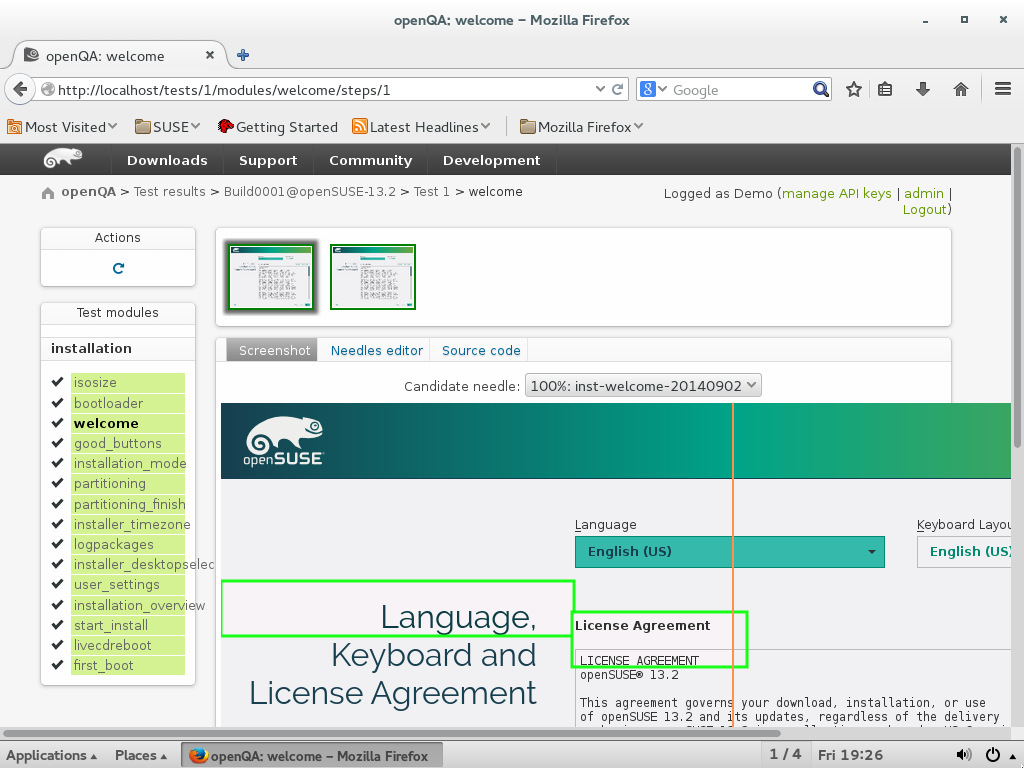 openQA: welcome – Mozilla Firefox
openQA: welcome
http://localhost/tests/1/modules/welcome/steps/1
Google
Most Visited SUSE Getting Started Latest Headlines Mozilla Firefox
Downloads Support Community Development
openQA > Test results > Build0001@openSUSE-13.2 > Test 1 > welcome
Logged as Demo (manage API keys | admin |
Logout)
Actions
Test modules
installation
isosize
bootloader
welcome
good_buttons
installation_mode
partitioning
partitioning_finish
installer_timezone
logpackages
installer_desktopselec
user_settings
installation_overview
start_install
livecdreboot
first_boot
Screenshot Needles editor Source code
Candidate needle: 100%: inst-welcome-20140902
openSUSE
Language
English (US)
Keyboard Layou
English (US)
Language,
Keyboard and
License Agreement
License Agreement
LICENSE AGREEMENT
openSUSE® 13.2
This agreement governs your download, installation, or use
of openSUSE 13.2 and its updates, regardless of the delivery
Applications Places openQA: welcome – Mozilla Firefox 1 / 4 Fri 19:26